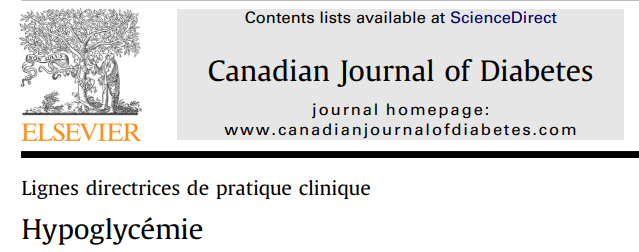 Contents lists available at ScienceDirect
Canadian Journal of Diabetes
journal homepage:
www.canadianjournalofdiabetes.com
ELSEVIER
Lignes directrices de pratique clinique
Hypoglycémie